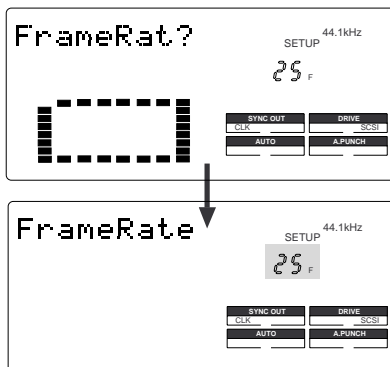 FrameRat?
44.1kHz
SETUP
25 F
SYNC OUT DRIVE
CLK SCSI
AUTO A.PUNCH
FrameRate
44.1kHz
SETUP
25 F
SYNC OUT DRIVE
CLK SCSI
AUTO A.PUNCH